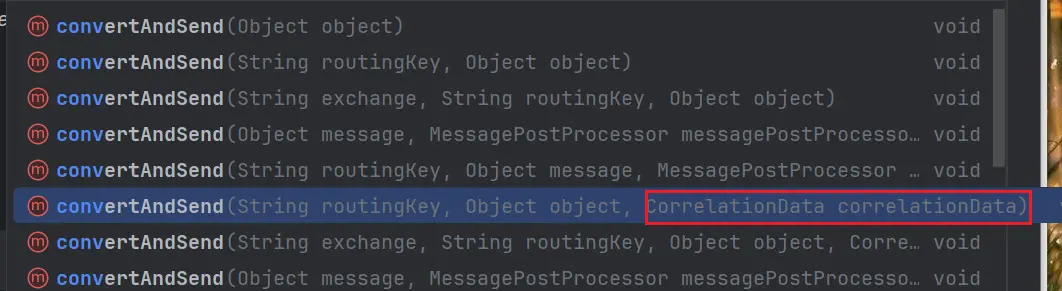 m convertAndSend(Object object) void
m convertAndSend(String routingKey, Object object) void
m convertAndSend(String exchange, String routingKey, Object object) void
m convertAndSend(Object message, MessagePostProcessor messagePostProcesso… void
m convertAndSend(String routingKey, Object message, MessagePostProcessor … void
m convertAndSend(String routingKey, Object object, CorrelationData correlationData)
m convertAndSend(String exchange, String routingKey, Object object, Corre… void
m convertAndSend(Object message, MessagePostProcessor messagePostProcesso… void